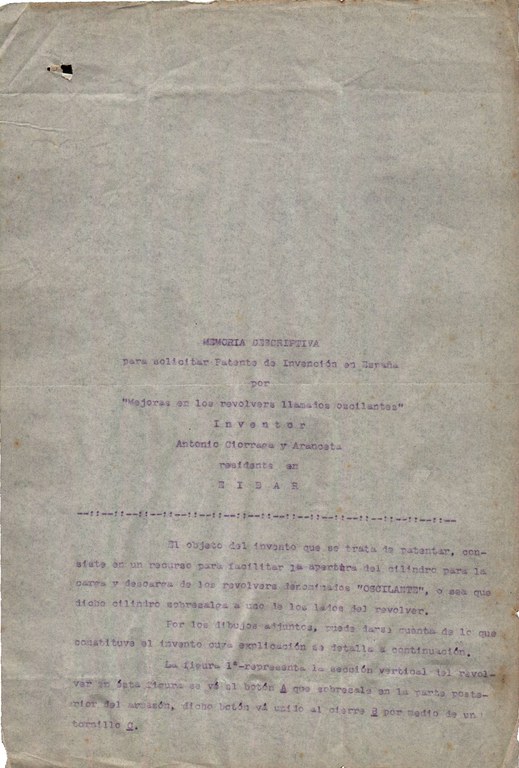 MEMORIA DESCRIPTIVA
para solicitar Patente de Invención en España
por
"Mejoras en los revolvers llamados oscilantes"
Inventor
Antonio Ciorraga y Aranceta
residente en
EIBAR
--:--::--::--::--::--::--::--::--::--::--::--::--::--::--::--::--
El objeto del invento que se trata de patentar, con-
siste en un recurso para facilitar la apertura del cilindro para la
carga y descarga de los revolvers denominados "OSCILANTE", o sea que
dicho cilindro sobresalga a uno de los lados del revolver.
Por los dibujos adjuntos, puede darse cuenta de lo que
constituye el invento cuya explicación se detalla a continuación.
La figura 1ª-representa la sección vertical del revol-
ver en ésta figura se vé el botón A que sobresale en la parte poste-
rior del armazón, dicho botón vá unido al cierre B por medio de un
tornillo C.